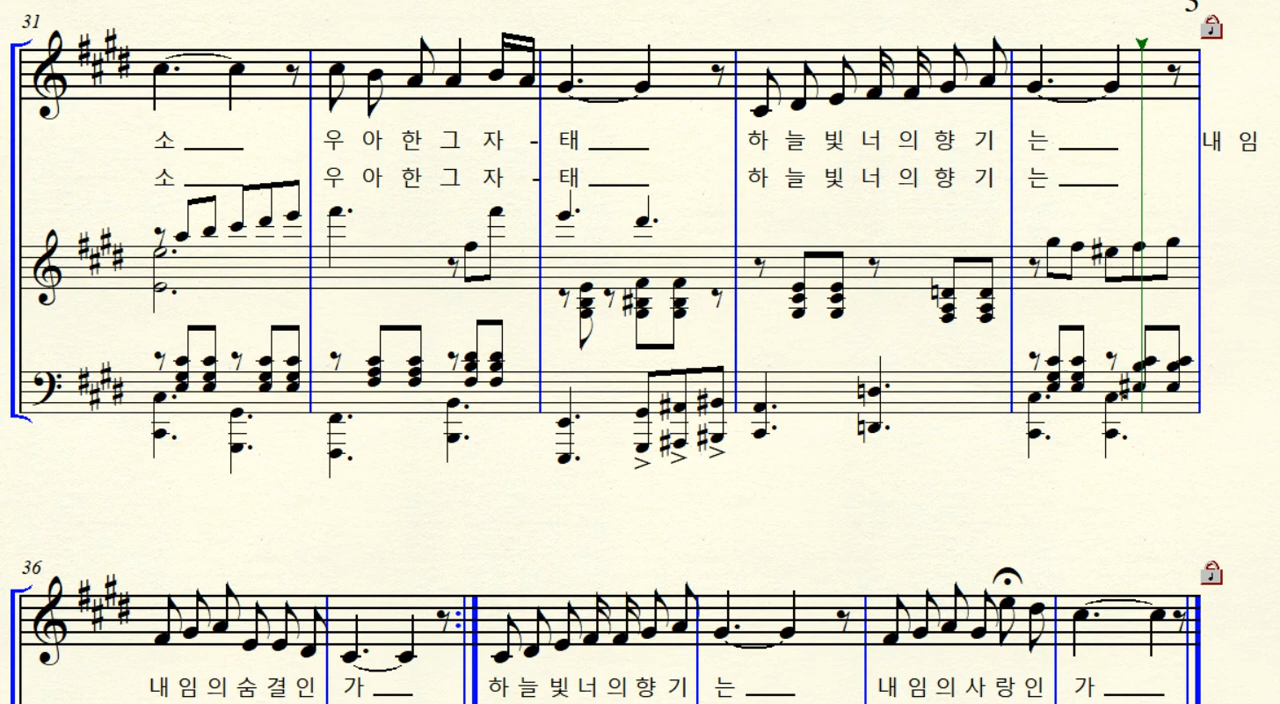 31
소
우 아 한 그 자 - 태
하 늘 빛 너 의 향 기 는
내 임
소
우 아 한 그 자 - 태
하 늘 빛 너 의 향 기 는
36
내 임 의 숨 결 인 가
하 늘 빛 너 의 향 기 는
내 임 의 사 랑 인 가